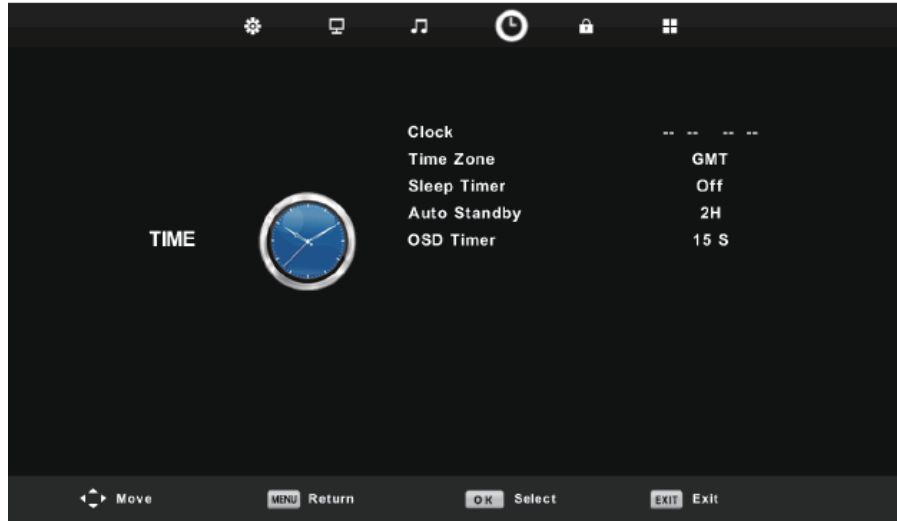 Clock -- -- -- --
Time Zone GMT
Sleep Timer Off
Auto Standby 2H
TIME
OSD Timer 15 S
Move MENU Return OK Select EXIT Exit